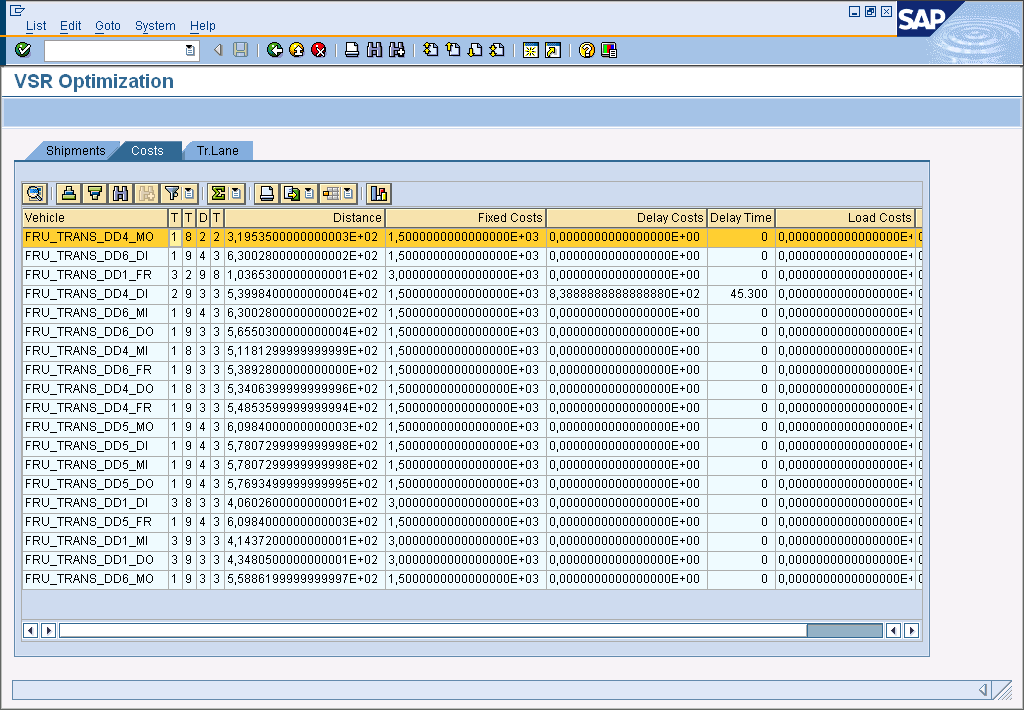 List Edit Goto System Help
SAP
VSR Optimization
Shipments Costs Tr.Lane
Vehicle T T D T Distance Fixed Costs Delay Costs Delay Time Load Costs
FRU_TRANS_DD4_MO 1 8 2 2 3,1953500000000003E+02 1,5000000000000000E+03 0,0000000000000000E+00 0 0,0000000000000000E+
FRU_TRANS_DD6_DI 1 9 4 3 6,3002800000000002E+02 1,5000000000000000E+03 0,0000000000000000E+00 0 0,0000000000000000E+
FRU_TRANS_DD1_FR 3 2 9 8 1,0365300000000001E+02 3,0000000000000000E+03 0,0000000000000000E+00 0 0,0000000000000000E+
FRU_TRANS_DD4_DI 2 9 3 3 5,3998400000000004E+02 1,5000000000000000E+03 8,3888888888888880E+02 45.300 0,0000000000000000E+
FRU_TRANS_DD6_MI 1 9 4 3 6,3002800000000002E+02 1,5000000000000000E+03 0,0000000000000000E+00 0 0,0000000000000000E+
FRU_TRANS_DD6_DO 1 9 3 3 5,6550300000000004E+02 1,5000000000000000E+03 0,0000000000000000E+00 0 0,0000000000000000E+
FRU_TRANS_DD4_MI 1 8 3 3 5,1181299999999999E+02 1,5000000000000000E+03 0,0000000000000000E+00 0 0,0000000000000000E+
FRU_TRANS_DD6_FR 1 9 3 3 5,3892800000000000E+02 1,5000000000000000E+03 0,0000000000000000E+00 0 0,0000000000000000E+
FRU_TRANS_DD4_DO 1 8 3 3 5,3406399999999996E+02 1,5000000000000000E+03 0,0000000000000000E+00 0 0,0000000000000000E+
FRU_TRANS_DD4_FR 1 9 3 3 5,4853599999999994E+02 1,5000000000000000E+03 0,0000000000000000E+00 0 0,0000000000000000E+
FRU_TRANS_DD5_MO 1 9 4 3 6,0984000000000003E+02 1,5000000000000000E+03 0,0000000000000000E+00 0 0,0000000000000000E+
FRU_TRANS_DD5_DI 1 9 4 3 5,7807299999999998E+02 1,5000000000000000E+03 0,0000000000000000E+00 0 0,0000000000000000E+
FRU_TRANS_DD5_MI 1 9 4 3 5,7807299999999998E+02 1,5000000000000000E+03 0,0000000000000000E+00 0 0,0000000000000000E+
FRU_TRANS_DD5_DO 1 9 4 3 5,7693499999999995E+02 1,5000000000000000E+03 0,0000000000000000E+00 0 0,0000000000000000E+
FRU_TRANS_DD1_DI 3 8 3 3 4,0602600000000001E+02 3,0000000000000000E+03 0,0000000000000000E+00 0 0,0000000000000000E+
FRU_TRANS_DD5_FR 1 9 4 3 6,0984000000000003E+02 1,5000000000000000E+03 0,0000000000000000E+00 0 0,0000000000000000E+
FRU_TRANS_DD1_MI 3 9 3 3 4,1437200000000001E+02 3,0000000000000000E+03 0,0000000000000000E+00 0 0,0000000000000000E+
FRU_TRANS_DD1_DO 3 9 3 3 4,3480500000000001E+02 3,0000000000000000E+03 0,0000000000000000E+00 0 0,0000000000000000E+
FRU_TRANS_DD6_MO 1 9 3 3 5,5886199999999997E+02 1,5000000000000000E+03 0,0000000000000000E+00 0 0,0000000000000000E+